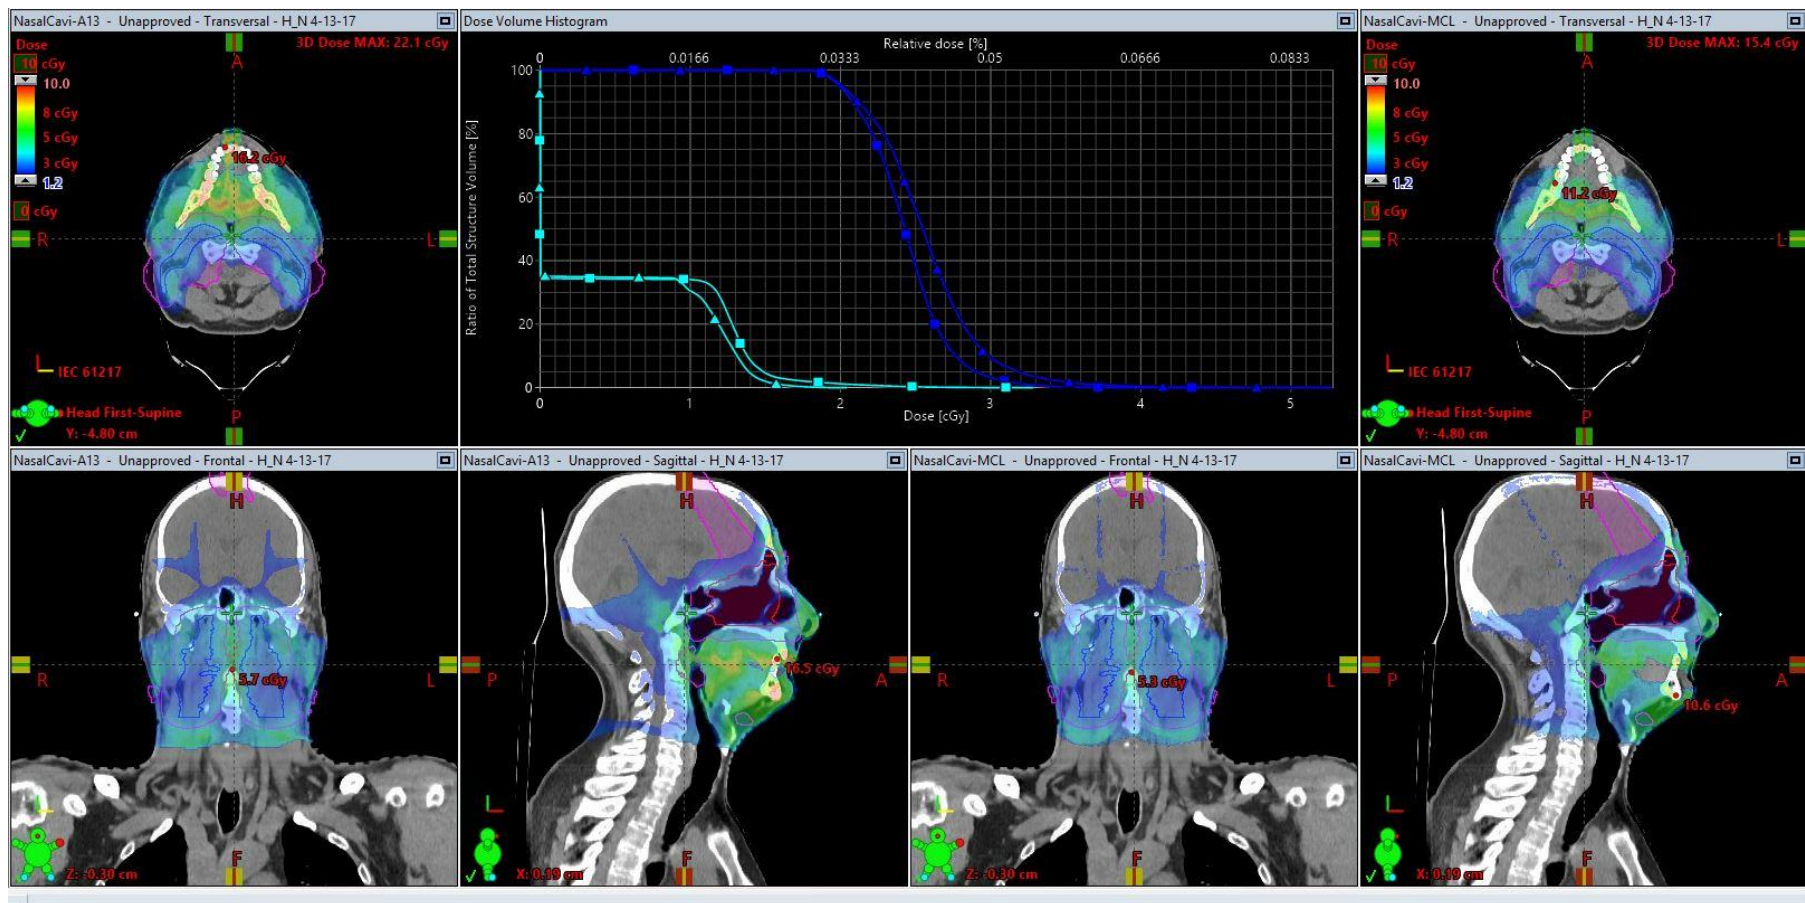 NasalCavi-A13 - Unapproved - Transversal - H_N 4-13-17
Dose
10 cGy
10.0
8 cGy
5 cGy
3 cGy
1.2
0 cGy
3D Dose MAX: 22.1 cGy
A
16.2 cGy
R
L
IEC 61217
Head First-Supine
Y: -4.80 cm
P
Dose Volume Histogram
Relative dose [%]
0 0.0166 0.0333 0.05 0.0666 0.0833
Ratio of Total Structure Volume [%]
100
80
60
40
20
0
0 1 2 3 4 5
Dose [cGy]
NasalCavi-MCL - Unapproved - Transversal - H_N 4-13-17
Dose
10 cGy
10.0
8 cGy
5 cGy
3 cGy
1.2
0 cGy
3D Dose MAX: 15.4 cGy
A
11.2 cGy
R
L
IEC 61217
Head First-Supine
Y: -4.80 cm
P
NasalCavi-A13 - Unapproved - Frontal - H_N 4-13-17
H
R
L
5.7 cGy
F
Z: -0.30 cm
NasalCavi-A13 - Unapproved - Sagittal - H_N 4-13-17
H
P
A
16.5 cGy
F
X: 0.19 cm
NasalCavi-MCL - Unapproved - Frontal - H_N 4-13-17
H
R
L
5.3 cGy
F
Z: -0.30 cm
NasalCavi-MCL - Unapproved - Sagittal - H_N 4-13-17
H
P
A
10.6 cGy
F
X: 0.19 cm